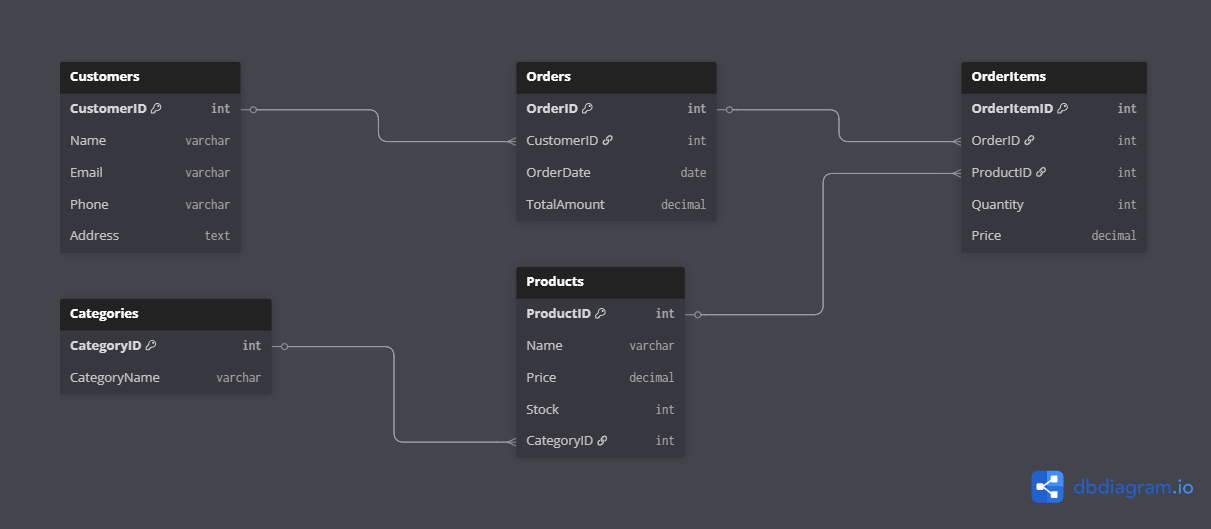 Customers
CustomerID int
Name varchar
Email varchar
Phone varchar
Address text
Orders
OrderID int
CustomerID int
OrderDate date
TotalAmount decimal
OrderItems
OrderItemID int
OrderID int
ProductID int
Quantity int
Price decimal
Categories
CategoryID int
CategoryName varchar
Products
ProductID int
Name varchar
Price decimal
Stock int
CategoryID int
dbdiagram.io